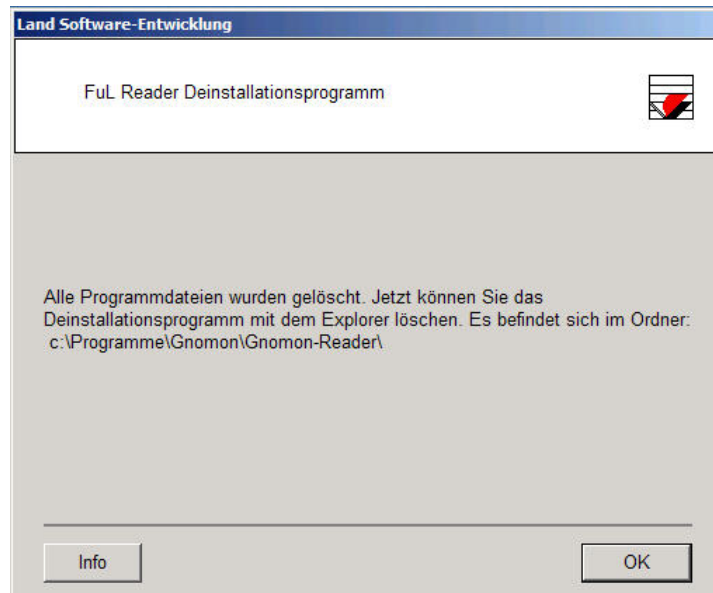 Land Software-Entwicklung
FuL Reader Deinstallationsprogramm
Alle Programmdateien wurden gelöscht. Jetzt können Sie das
Deinstallationsprogramm mit dem Explorer löschen. Es befindet sich im Ordner:
c:\Programme\Gnomon\Gnomon-Reader\
Info
OK